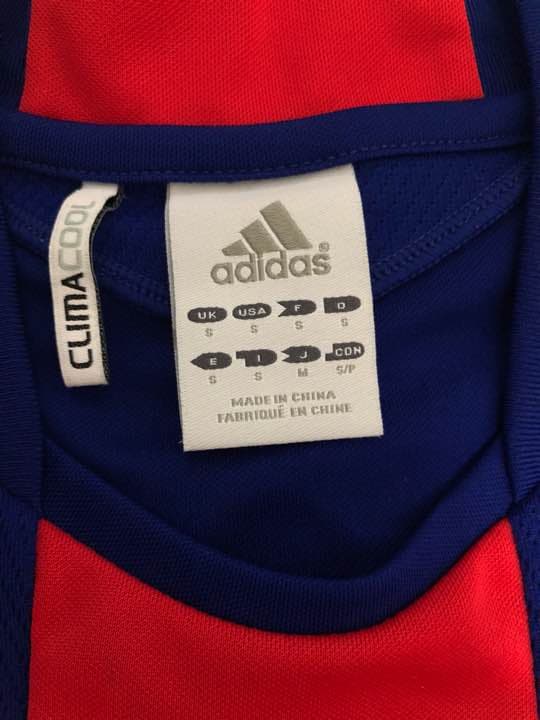 CLIMACOOL
adidas®
UK USA F D
S S S S
E I J CDN
S S M S/P
MADE IN CHINA
FABRIQUÉ EN CHINE